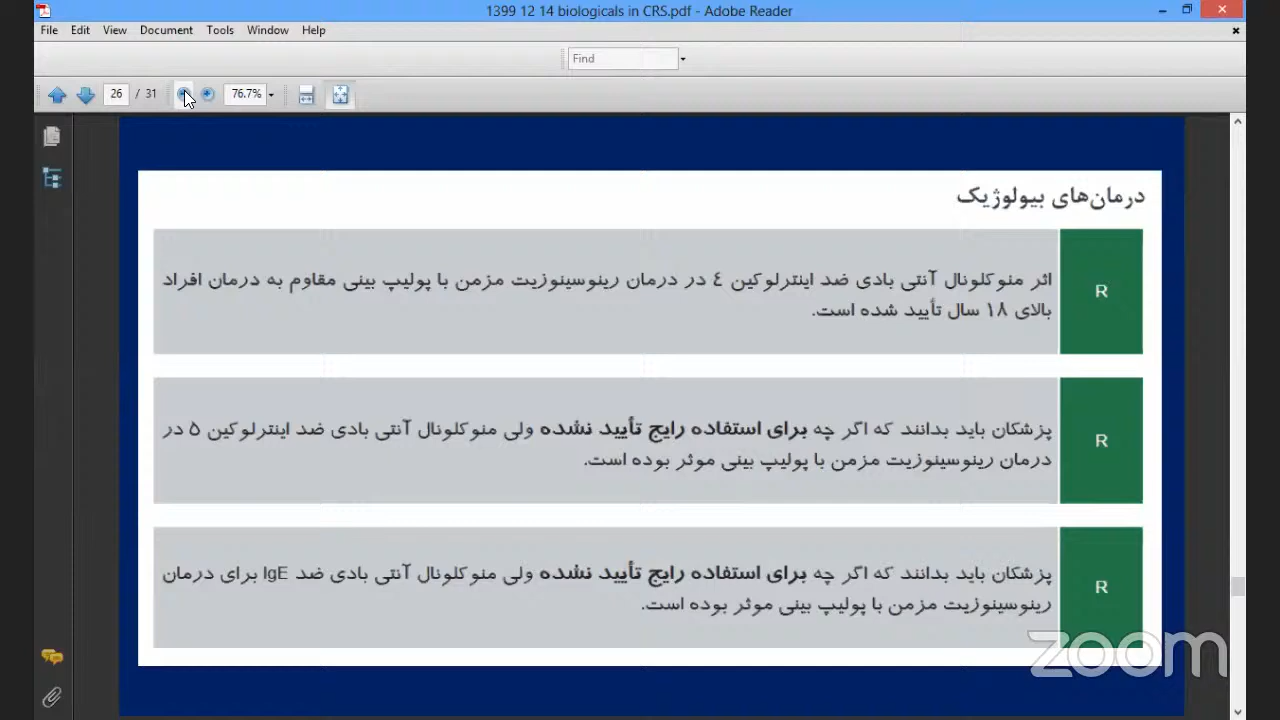 1399 12 14 biologicals in CRS.pdf - Adobe Reader
File Edit View Document Tools Window Help
Find
26 / 31 76.7%
درمان‌های بیولوژیک
R
اثر منوکلونال آنتی بادی ضد اینترلوکین ٤ در درمان رینوسینوزیت مزمن با پولیپ بینی مقاوم به درمان افراد
بالای ۱۸ سال تأیید شده است.
R
پزشکان باید بدانند که اگر چه برای استفاده رایج تأیید نشده ولی منوکلونال آنتی بادی ضد اینترلوکین ۵ در
درمان رینوسینوزیت مزمن با پولیپ بینی موثر بوده است.
R
پزشکان باید بدانند که اگر چه برای استفاده رایج تأیید نشده ولی منوکلونال آنتی بادی ضد IgE برای درمان
رینوسینوزیت مزمن با پولیپ بینی موثر بوده است.
zoom